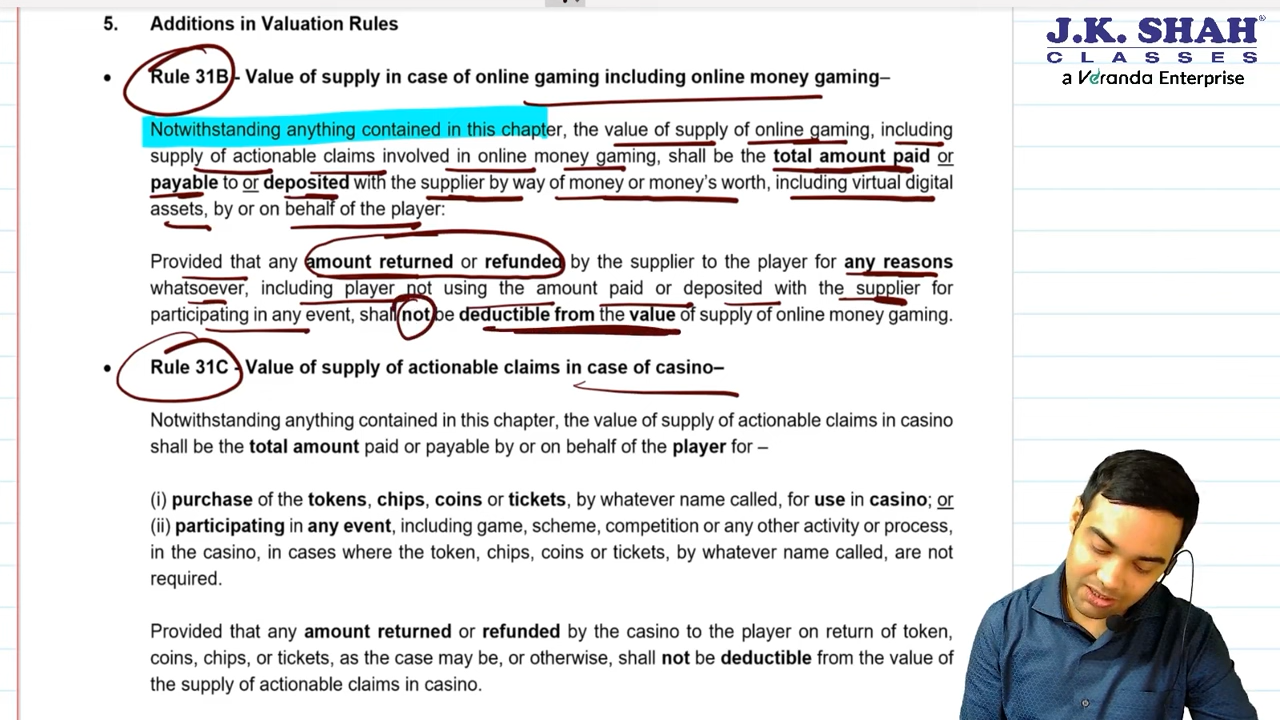 5. Additions in Valuation Rules
J.K. SHAH®
CLASSES
a Veranda Enterprise
• Rule 31B - Value of supply in case of online gaming including online money gaming–
Notwithstanding anything contained in this chapter, the value of supply of online gaming, including
supply of actionable claims involved in online money gaming, shall be the total amount paid or
payable to or deposited with the supplier by way of money or money's worth, including virtual digital
assets, by or on behalf of the player:
Provided that any amount returned or refunded by the supplier to the player for any reasons
whatsoever, including player not using the amount paid or deposited with the supplier for
participating in any event, shall not be deductible from the value of supply of online money gaming.
• Rule 31C - Value of supply of actionable claims in case of casino–
Notwithstanding anything contained in this chapter, the value of supply of actionable claims in casino
shall be the total amount paid or payable by or on behalf of the player for –
(i) purchase of the tokens, chips, coins or tickets, by whatever name called, for use in casino; or
(ii) participating in any event, including game, scheme, competition or any other activity or process,
in the casino, in cases where the token, chips, coins or tickets, by whatever name called, are not
required.
Provided that any amount returned or refunded by the casino to the player on return of token,
coins, chips, or tickets, as the case may be, or otherwise, shall not be deductible from the value of
the supply of actionable claims in casino.